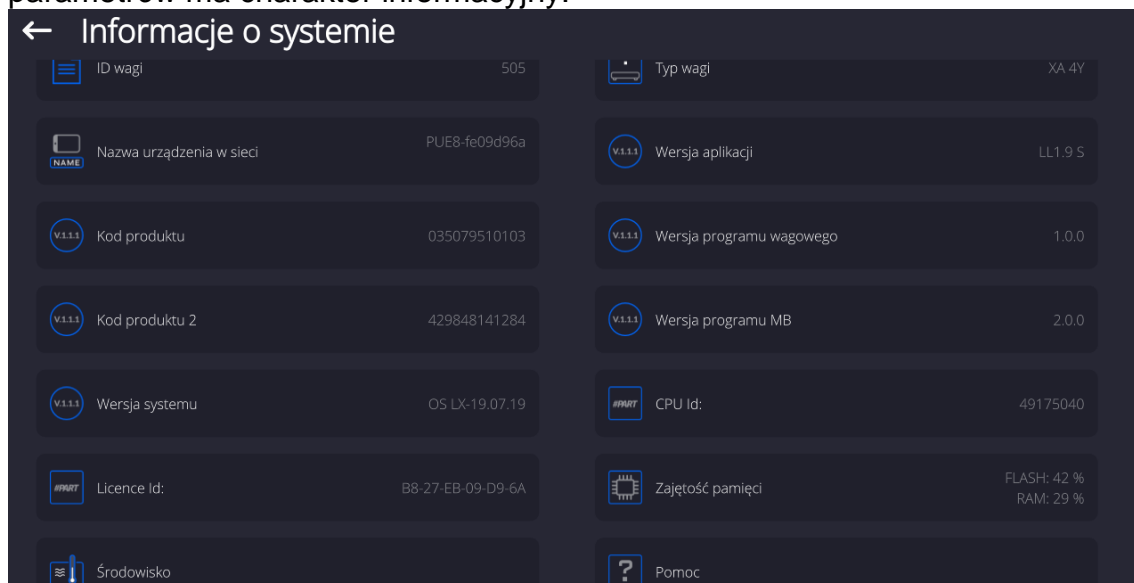 parametrów ma charakter informacyjny.
Informacje o systemie
ID wagi 505
Typ wagi XA 4Y
NAME Nazwa urządzenia w sieci PUE8-fe09d96a
V.1.1.1 Wersja aplikacji LL1.9 S
V.1.1.1 Kod produktu 035079510103
V.1.1.1 Wersja programu wagowego 1.0.0
V.1.1.1 Kod produktu 2 429848141284
V.1.1.1 Wersja programu MB 2.0.0
V.1.1.1 Wersja systemu OS LX-19.07.19
#PART CPU Id: 49175040
#PART Licence Id: B8-27-EB-09-D9-6A
Zajętość pamięci FLASH: 42 %
RAM: 29 %
Środowisko
? Pomoc